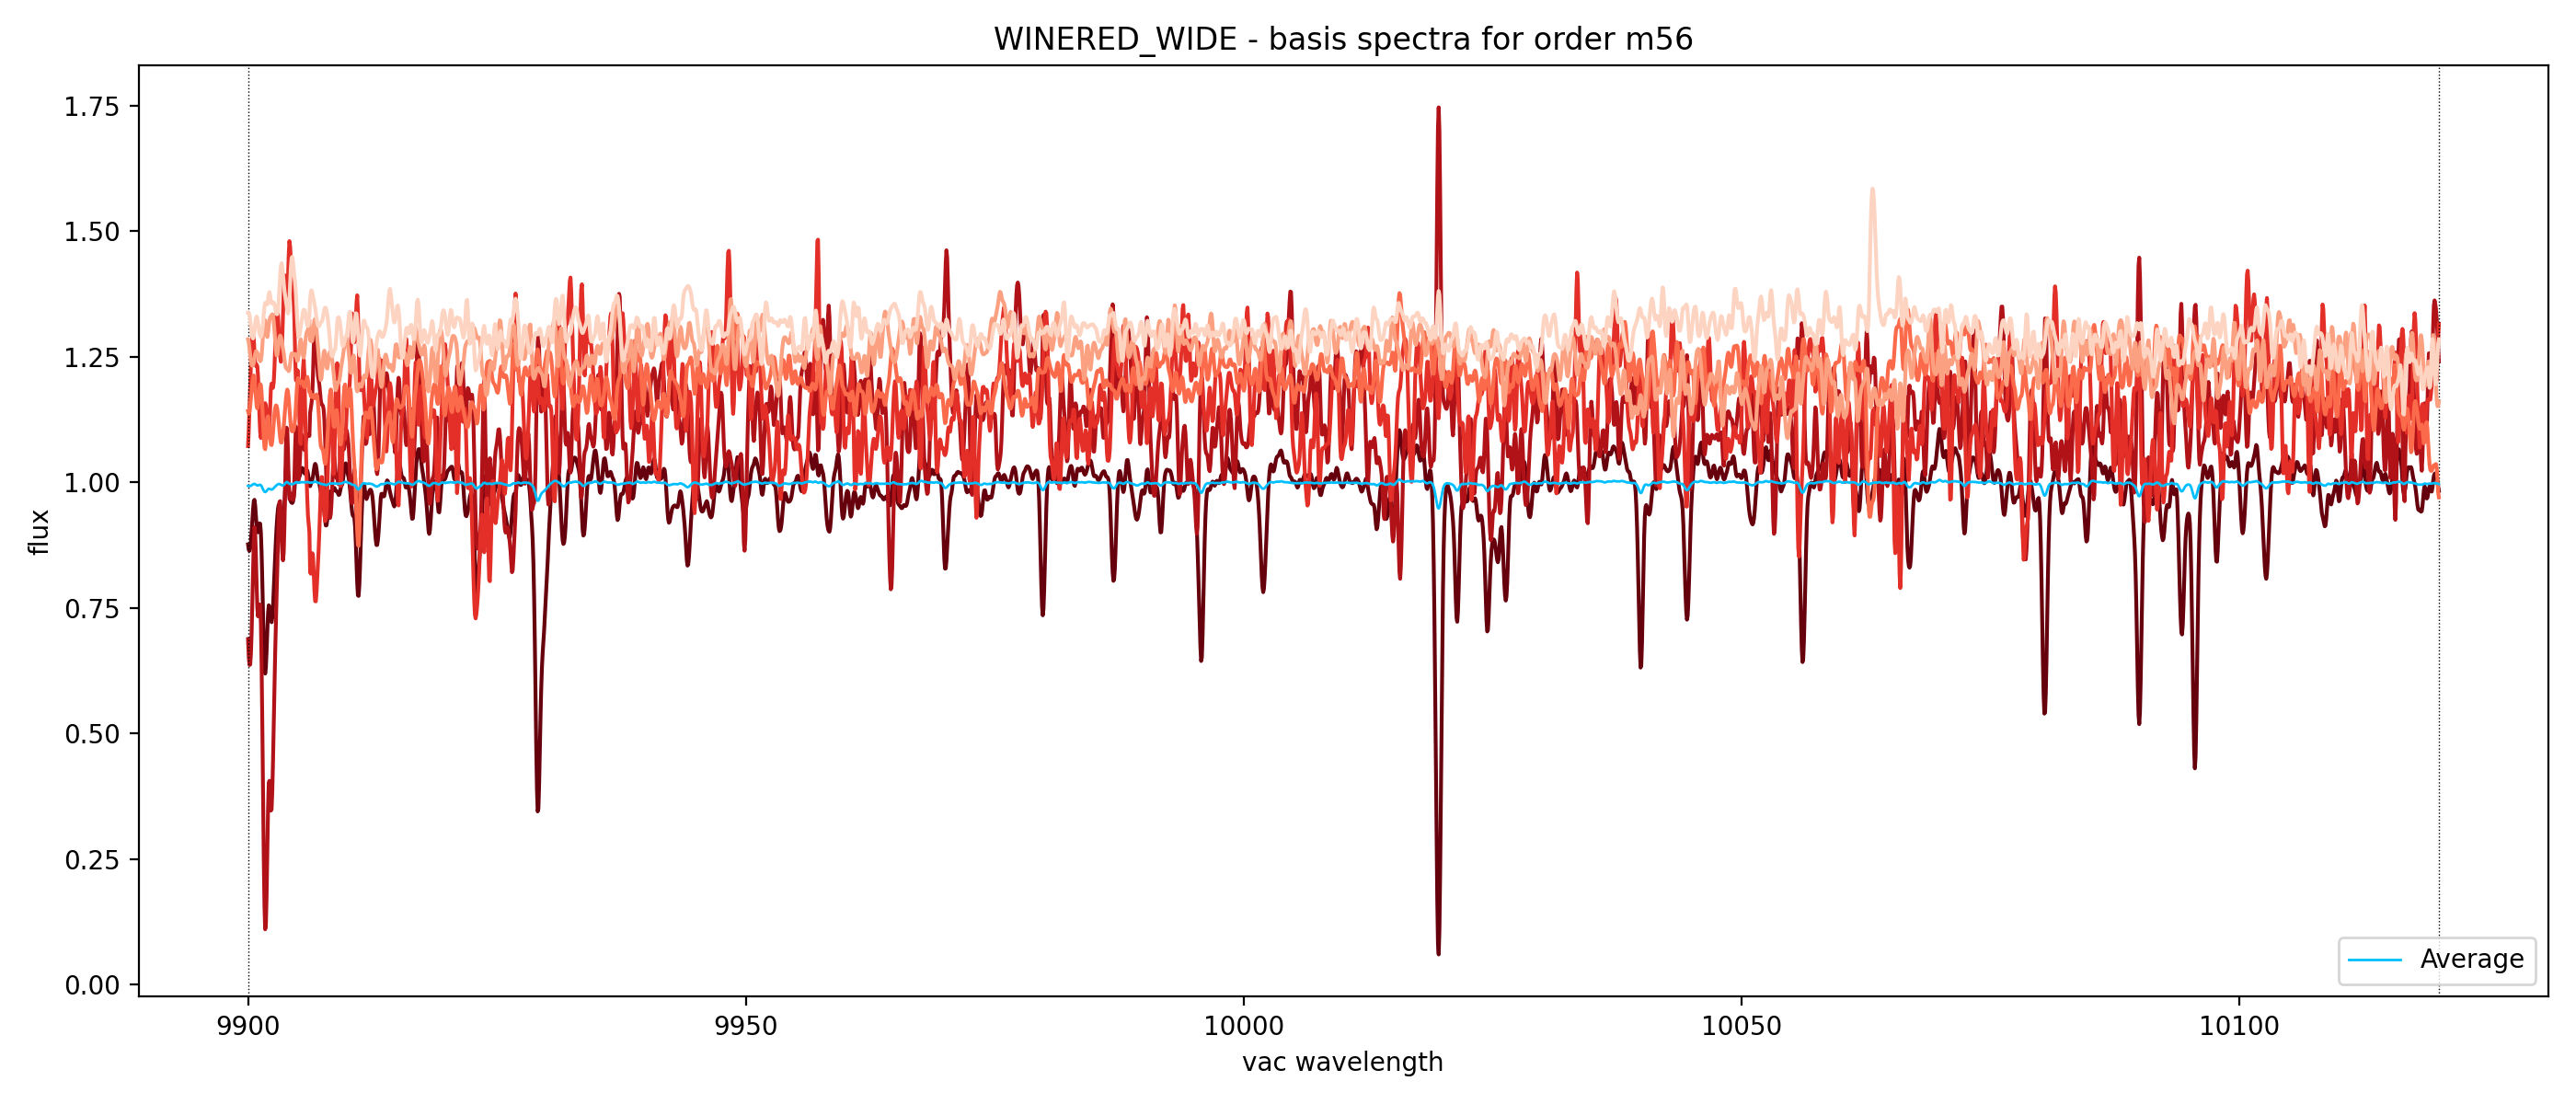 WINERED_WIDE - basis spectra for order m56
flux
1.75
1.50
1.25
1.00
0.75
0.50
0.25
0.00
Average
9900 9950 10000 10050 10100
vac wavelength